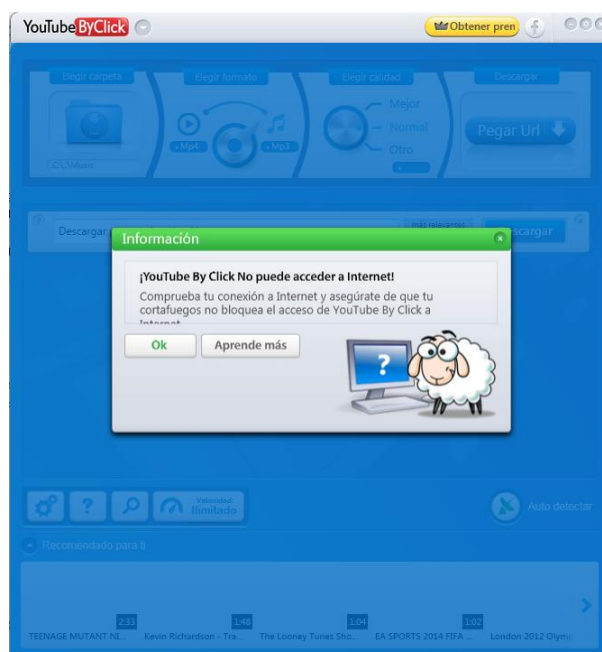 YouTube ByClick
Obtener pren
Elegir carpeta
Elegir formato
Elegir calidad
Descargar
Mp4
Mp3
Mejor
Normal
Otro
Pegar Url
C:\..\Music
Descargar
más relevantes
scargar
Información
¡YouTube By Click No puede acceder a Internet!
Comprueba tu conexión a Internet y asegúrate de que tu
cortafuegos no bloquea el acceso de YouTube By Click a
Internet
Ok
Aprende más
?
?
Velocidad:
Ilimitado
Auto detectar
Recomendado para ti
2:33
1:48
1:04
1:02
TEENAGE MUTANT NI...
Kevin Richardson - Tra...
The Looney Tunes Sho...
EA SPORTS 2014 FIFA ...
London 2012 Olym